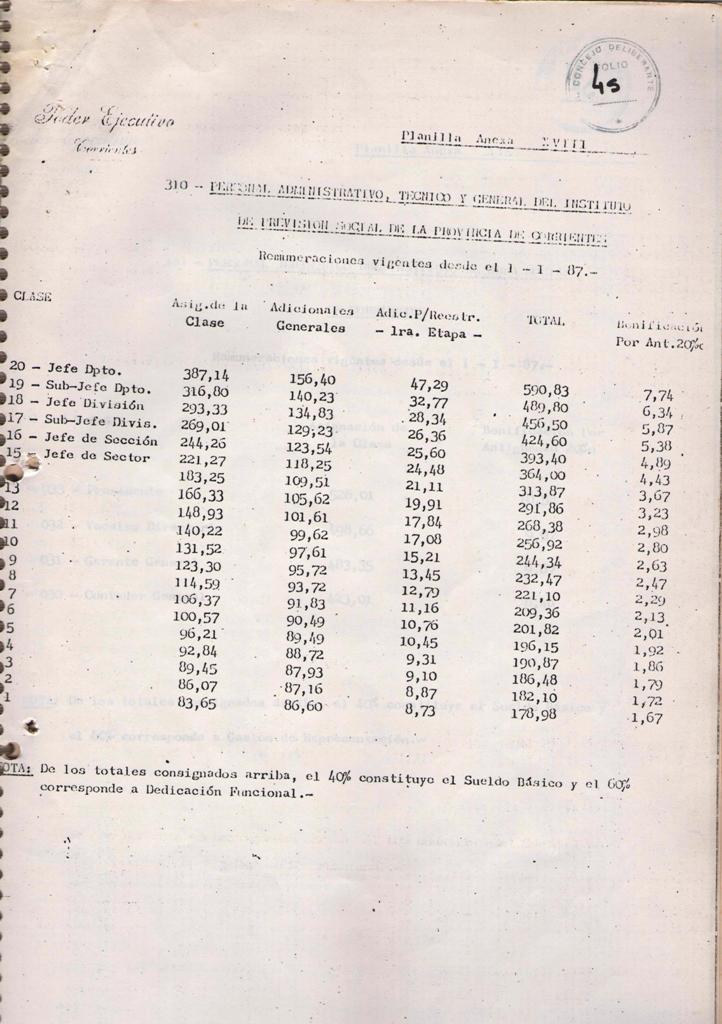 CONCEJO DELIBERANTE
FOLIO
45
Poder Ejecutivo
Corrientes
Planilla Anexa XVIII
310 - PERSONAL ADMINISTRATIVO, TECNICO Y GENERAL DEL INSTITUTO
DE PREVISION SOCIAL DE LA PROVINCIA DE CORRIENTES
Remuneraciones vigentes desde el 1 - 1 - 87.-
CLASE Asig.de la Adicionales Adic.P/Reestr. TOTAL Bonificación
Clase Generales - 1ra. Etapa - Por Ant.20%
20 - Jefe Dpto. 387,14 156,40 47,29 590,83 7,74
19 - Sub-Jefe Dpto. 316,80 140,23 32,77 489,80 6,34
18 - Jefe División 293,33 134,83 28,34 456,50 5,87
17 - Sub-Jefe Divis. 269,01 129,23 26,36 424,60 5,38
16 - Jefe de Sección 244,26 123,54 25,60 393,40 4,89
15 - Jefe de Sector 221,27 118,25 24,48 364,00 4,43
183,25 109,51 21,11 313,87 3,67
13 166,33 105,62 19,91 291,86 3,23
12 148,93 101,61 17,84 268,38 2,98
11 140,22 99,62 17,08 256,92 2,80
10 131,52 97,61 15,21 244,34 2,63
9 123,30 95,72 13,45 232,47 2,47
8 114,59 93,72 12,79 221,10 2,29
7 106,37 91,83 11,16 209,36 2,13
6 100,57 90,49 10,76 201,82 2,01
5 96,21 89,49 10,45 196,15 1,92
4 92,84 88,72 9,31 190,87 1,86
3 89,45 87,93 9,10 186,48 1,79
2 86,07 87,16 8,87 182,10 1,72
1 83,65 86,60 8,73 178,98 1,67
OTA: De los totales consignados arriba, el 40% constituye el Sueldo Básico y el 60%
corresponde a Dedicación Funcional.-